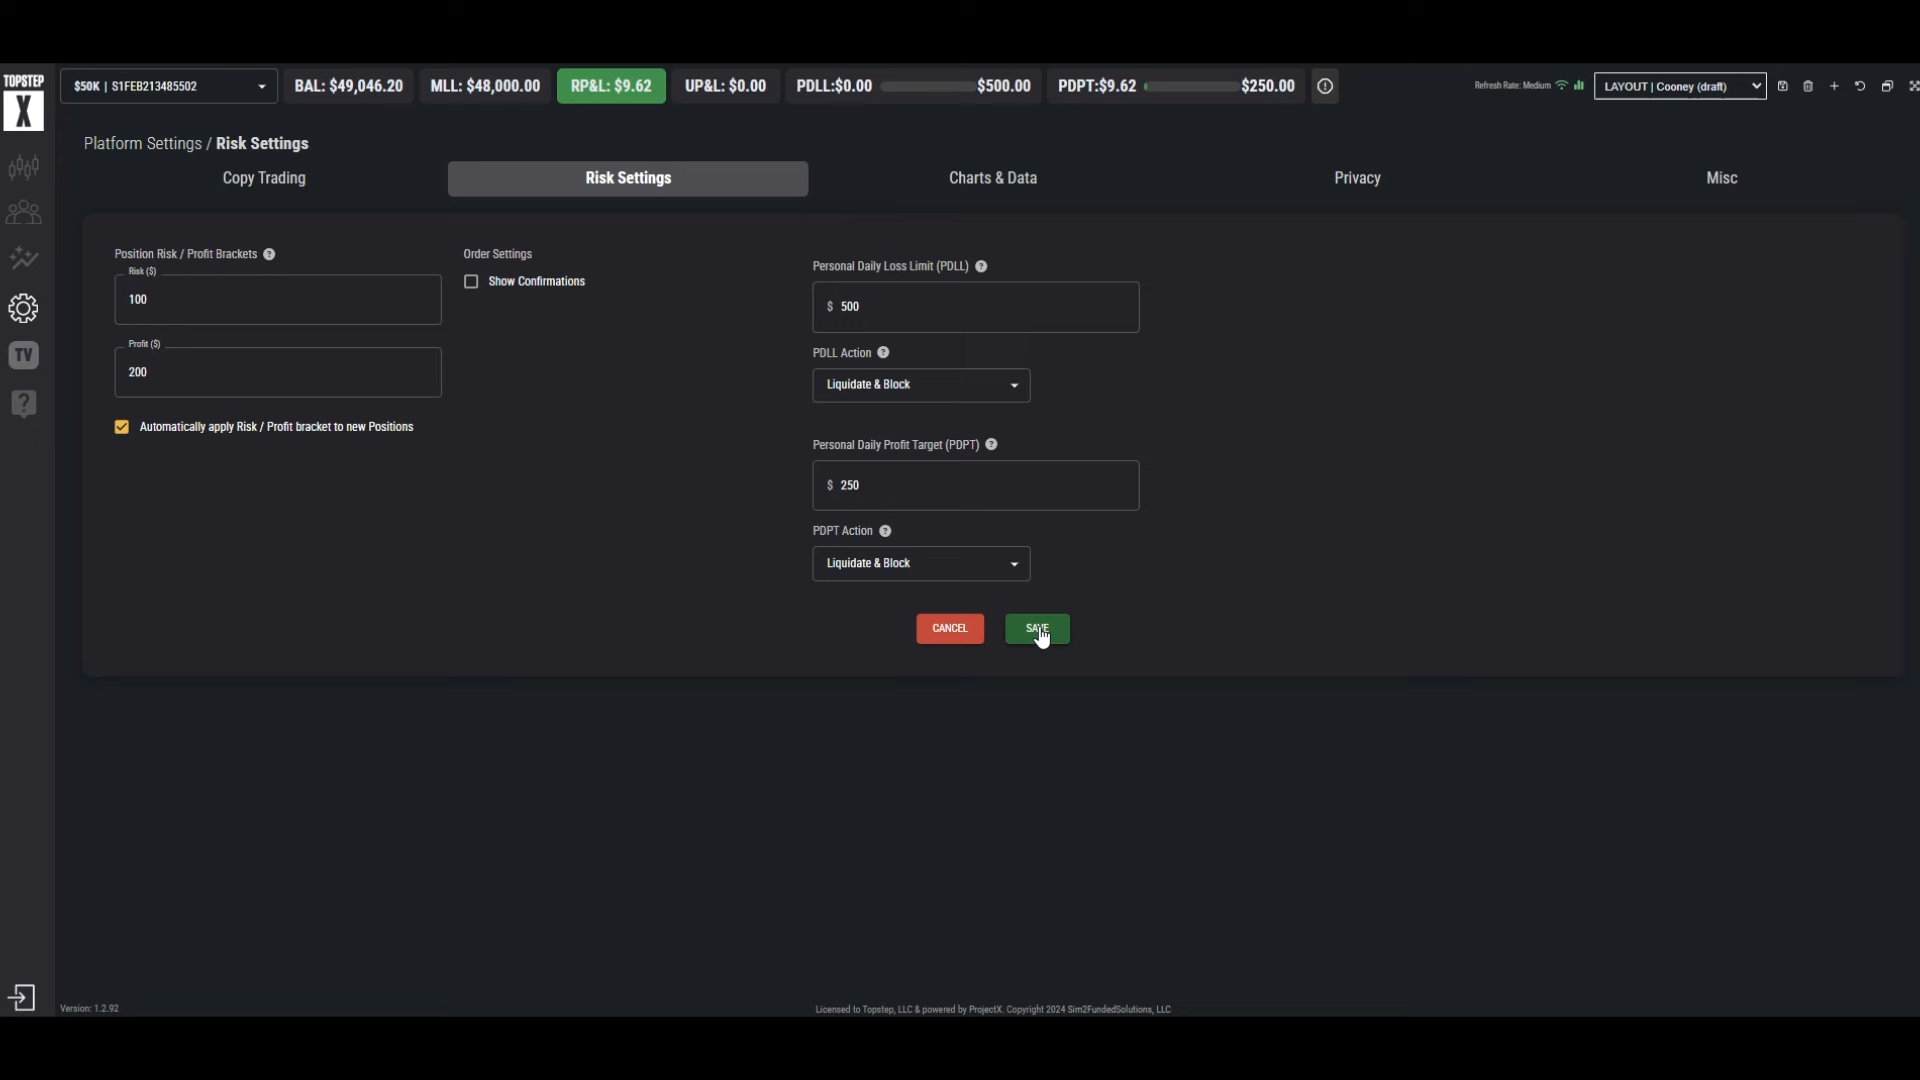 TOPSTEP
X
$50K | S1FEB213485502
BAL: $49,046.20
MLL: $48,000.00
RP&L: $9.62
UP&L: $0.00
PDLL:$0.00
$500.00
PDPT:$9.62
$250.00
Refresh Rate: Medium
LAYOUT | Cooney (draft)
Platform Settings / Risk Settings
Copy Trading
Risk Settings
Charts & Data
Privacy
Misc
Position Risk / Profit Brackets ?
Risk ($)
100
Profit ($)
200
Automatically apply Risk / Profit bracket to new Positions
Order Settings
Show Confirmations
Personal Daily Loss Limit (PDLL) ?
$ 500
PDLL Action ?
Liquidate & Block
Personal Daily Profit Target (PDPT) ?
$ 250
PDPT Action ?
Liquidate & Block
CANCEL
SAVE
TV
?
Version: 1.2.92
Licensed to Topstep, LLC & powered by ProjectX. Copyright 2024 Sim2FundedSolutions, LLC